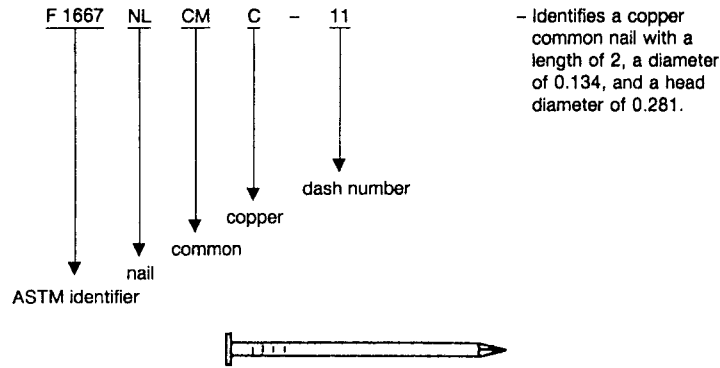 F 1667 NL CM C – 11
– Identifies a copper
common nail with a
length of 2, a diameter
of 0.134, and a head
diameter of 0.281.
dash number
copper
common
nail
ASTM identifier